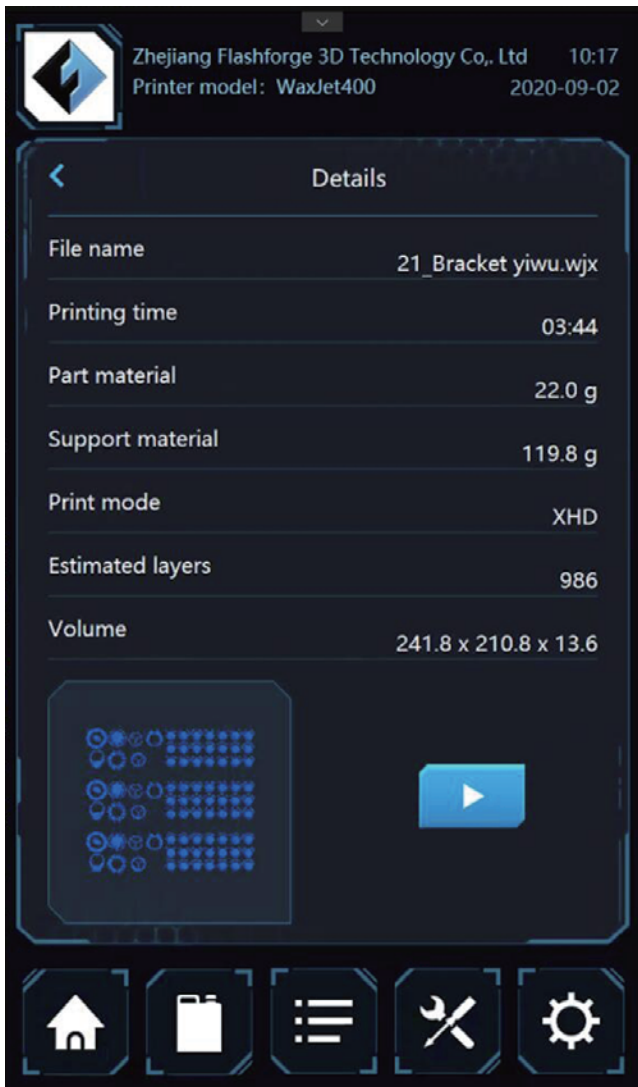 Zhejiang Flashforge 3D Technology Co,. Ltd 10:17
Printer model: WaxJet400 2020-09-02
Details
File name 21_Bracket yiwu.wjx
Printing time 03:44
Part material 22.0 g
Support material 119.8 g
Print mode XHD
Estimated layers 986
Volume 241.8 x 210.8 x 13.6